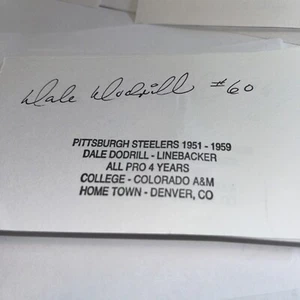 Dale Dodrill #60
PITTSBURGH STEELERS 1951 - 1959
DALE DODRILL - LINEBACKER
ALL PRO 4 YEARS
COLLEGE - COLORADO A&M
HOME TOWN - DENVER, CO